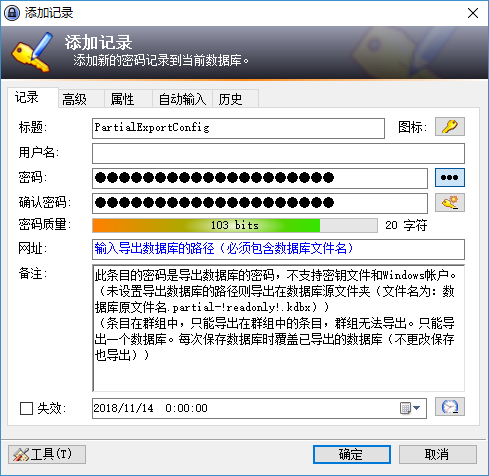 添加记录
添加记录
添加新的密码记录到当前数据库。
记录 高级 属性 自动输入 历史
标题: PartialExportConfig 图标:
用户名:
密码: ●●●●●●●●●●●●●●●●●●●●
确认密码: ●●●●●●●●●●●●●●●●●●●●
密码质量: 103 bits 20 字符
网址: 输入导出数据库的路径（必须包含数据库文件名）
备注: 此条目的密码是导出数据库的密码，不支持密钥文件和Windows帐户。
（未设置导出数据库的路径则导出在数据库源文件夹（文件名为：数
据库原文件名.partial-!readonly!.kdbx））
（条目在群组中，只能导出在群组中的条目，群组无法导出。只能导
出一个数据库。每次保存数据库时覆盖已导出的数据库（不更改保存
也导出））
失效: 2018/11/14 0:00:00
工具(T) 确定 取消